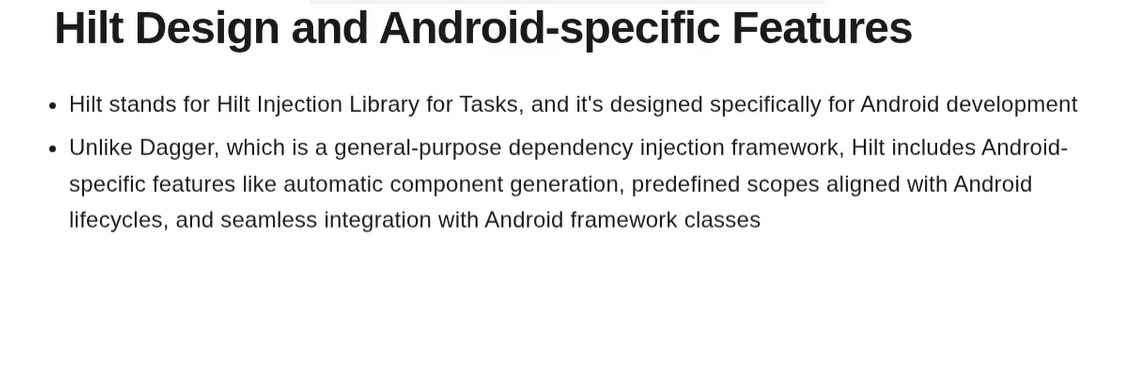 Hilt Design and Android-specific Features
• Hilt stands for Hilt Injection Library for Tasks, and it's designed specifically for Android development
• Unlike Dagger, which is a general-purpose dependency injection framework, Hilt includes Android-
specific features like automatic component generation, predefined scopes aligned with Android
lifecycles, and seamless integration with Android framework classes